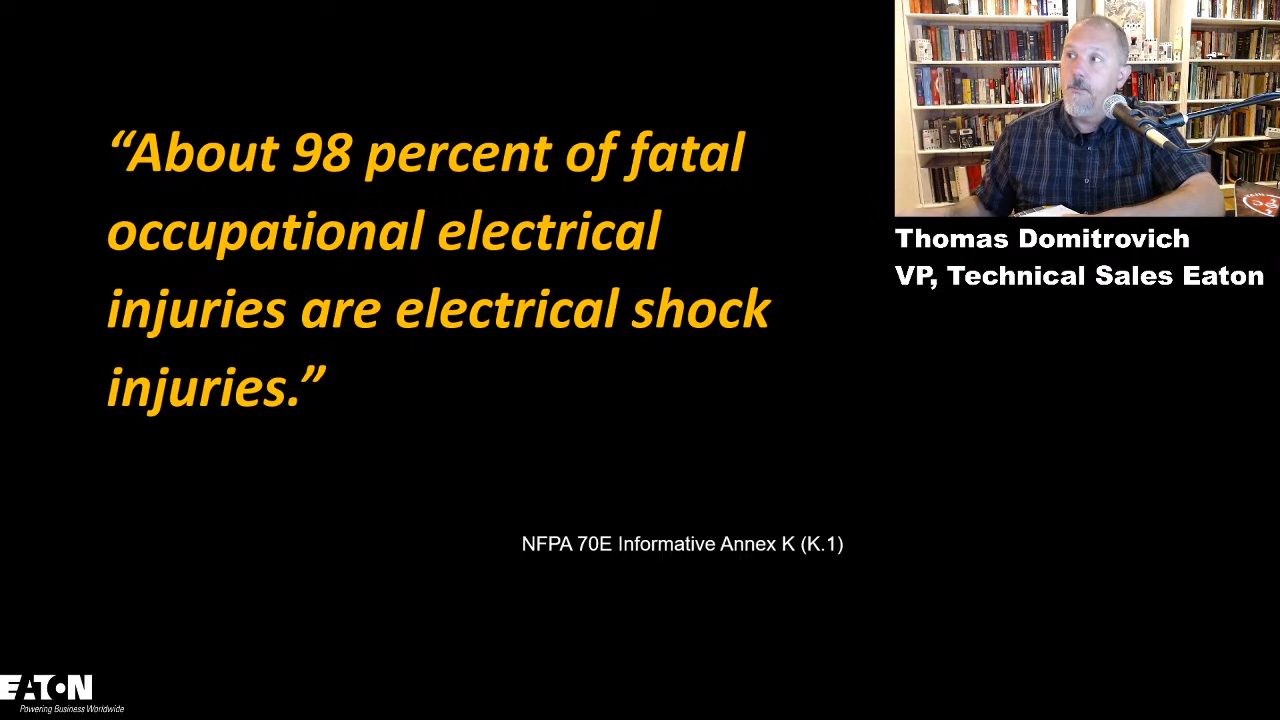 “About 98 percent of fatal
occupational electrical
injuries are electrical shock
injuries.”
Thomas Domitrovich
VP, Technical Sales Eaton
NFPA 70E Informative Annex K (K.1)
EATON
Powering Business Worldwide